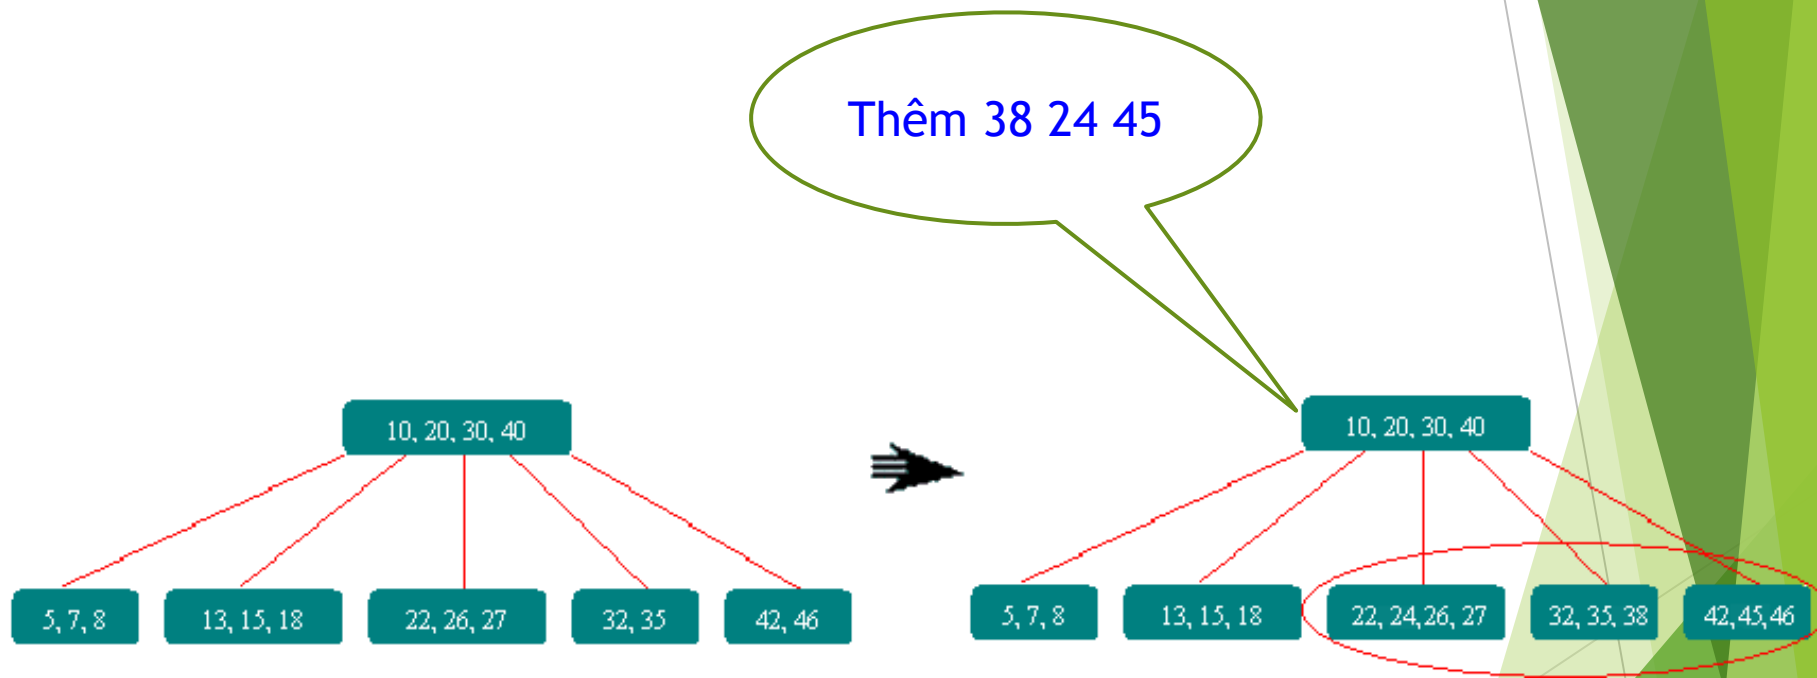 Thêm 38 24 45
10, 20, 30, 40
5, 7, 8
13, 15, 18
22, 26, 27
32, 35
42, 46
10, 20, 30, 40
5, 7, 8
13, 15, 18
22, 24,26, 27
32, 35, 38
42,45,46